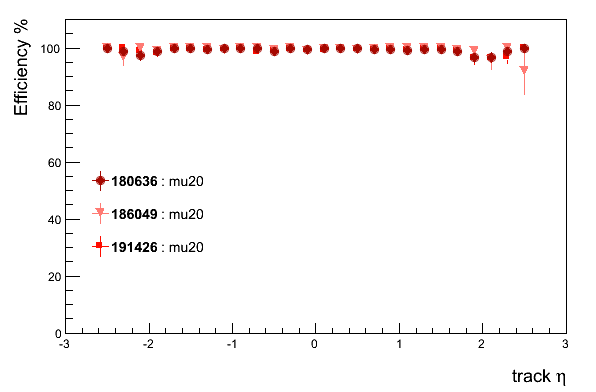 Efficiency %
100
80
60
40
20
0
180636 : mu20
186049 : mu20
191426 : mu20
-3 -2 -1 0 1 2 3
track η